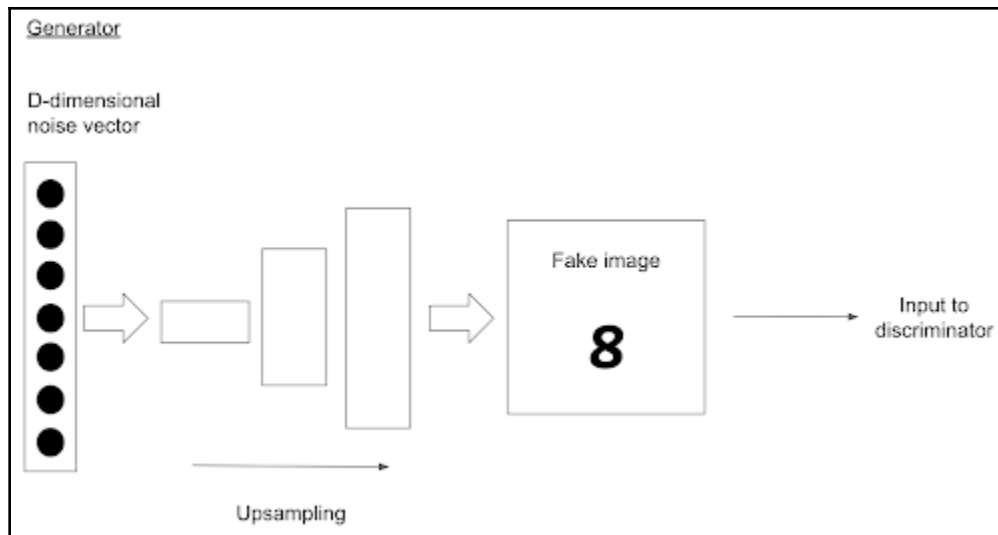 Generator
D-dimensional
noise vector
Fake image
8
Input to
discriminator
Upsampling